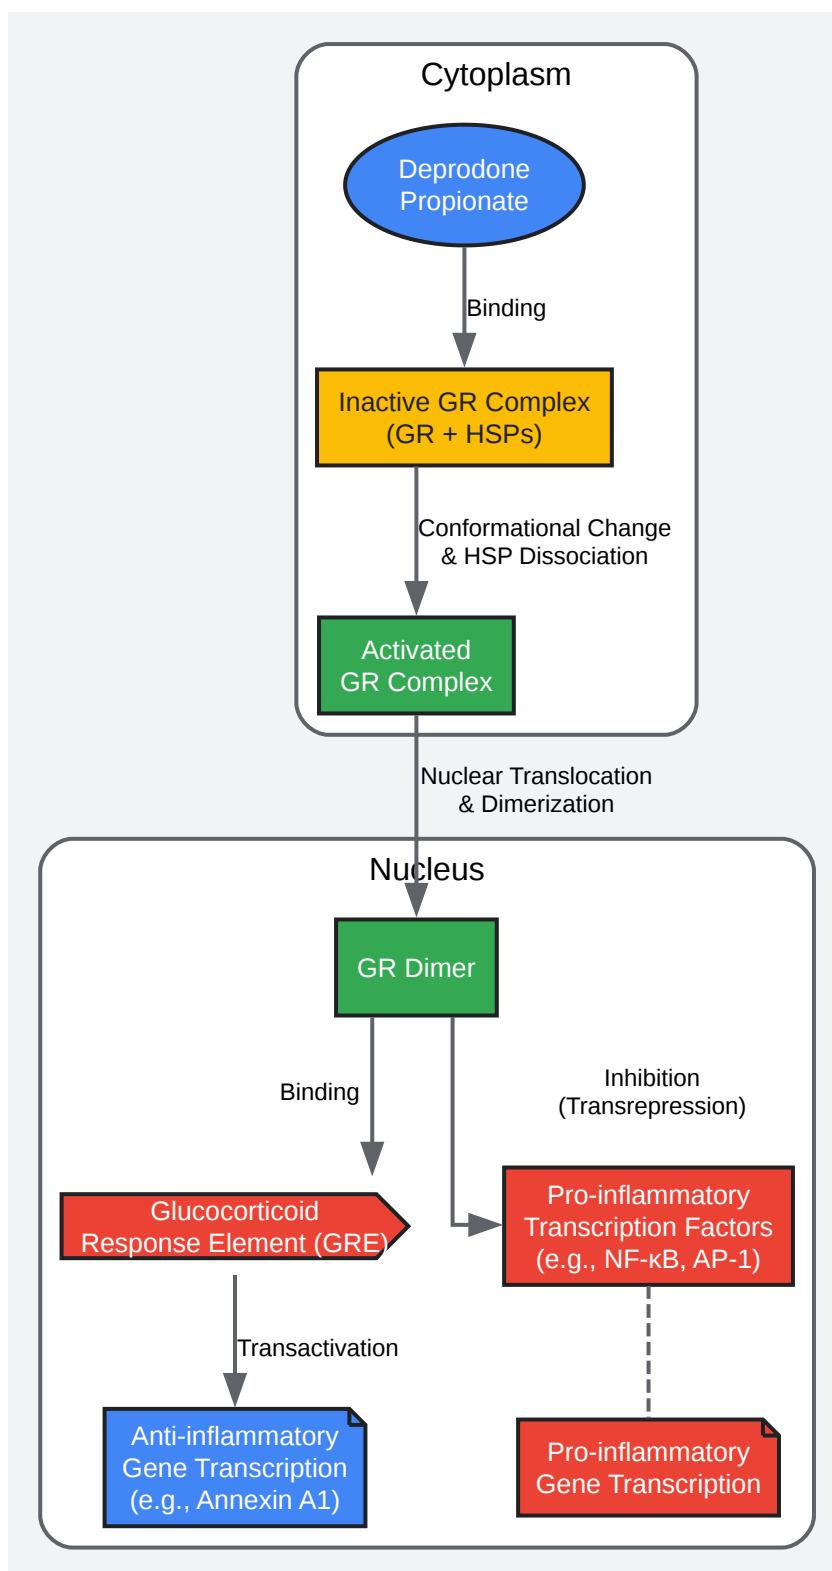 Cytoplasm
Deprodone
Propionate
Binding
Inactive GR Complex
(GR + HSPs)
Conformational Change
& HSP Dissociation
Activated
GR Complex
Nuclear Translocation
& Dimerization
Nucleus
GR Dimer
Binding
Inhibition
(Transrepression)
Glucocorticoid
Response Element (GRE)
Pro-inflammatory
Transcription Factors
(e.g., NF-κB, AP-1)
Transactivation
Anti-inflammatory
Gene Transcription
(e.g., Annexin A1)
Pro-inflammatory
Gene Transcription